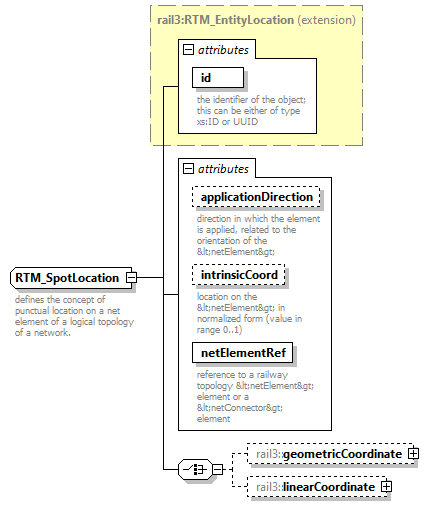 rail3:RTM_EntityLocation (extension)
attributes
id
the identifier of the object;
this can be either of type
xs:ID or UUID
attributes
applicationDirection
direction in which the element
is applied, related to the
orientation of the
&lt;netElement&gt;
RTM_SpotLocation
defines the concept of
punctual location on a net
element of a logical topology
of a network.
intrinsicCoord
location on the
&lt;netElement&gt; in
normalized form (value in
range 0..1)
netElementRef
reference to a railway
topology &lt;netElement&gt;
element or a
&lt;netConnector&gt;
element
rail3:geometricCoordinate
rail3:linearCoordinate